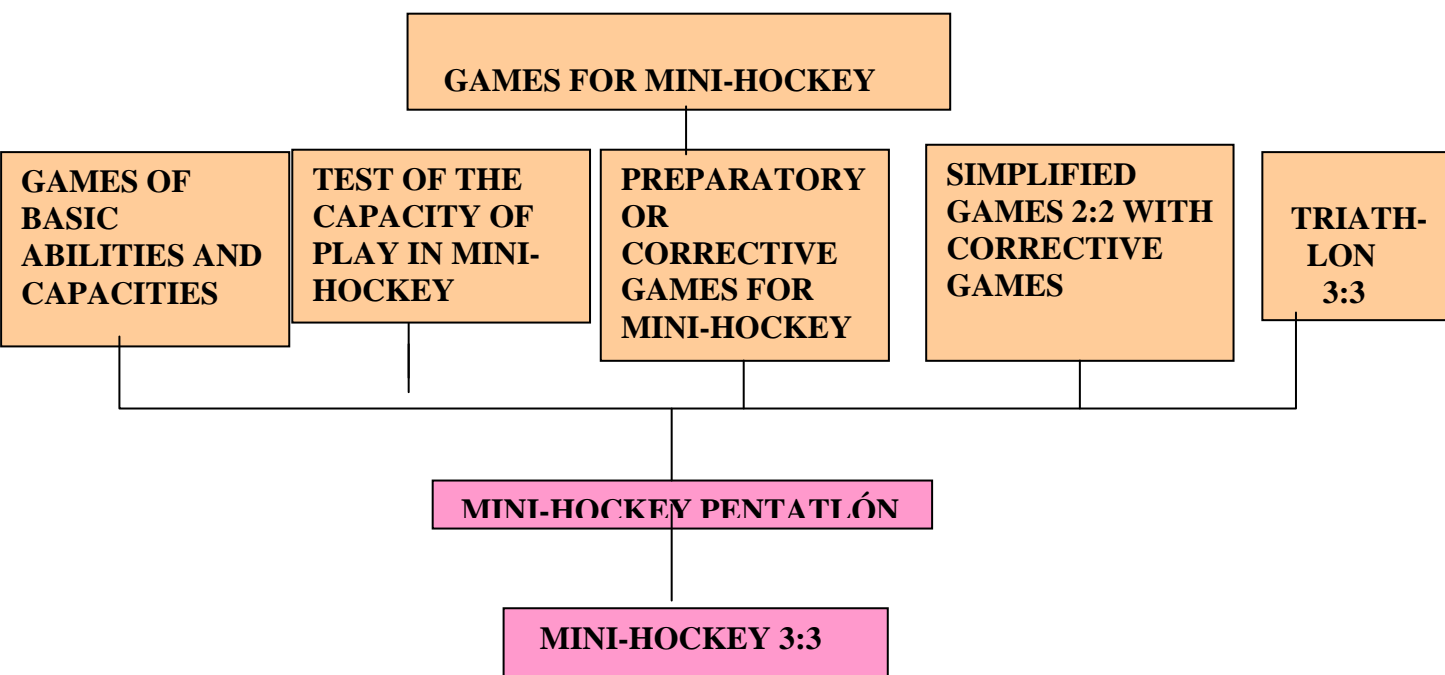 GAMES FOR MINI-HOCKEY
GAMES OF
BASIC
ABILITIES AND
CAPACITIES
TEST OF THE
CAPACITY OF
PLAY IN MINI-
HOCKEY
PREPARATORY
OR
CORRECTIVE
GAMES FOR
MINI-HOCKEY
SIMPLIFIED
GAMES 2:2 WITH
CORRECTIVE
GAMES
TRIATH-
LON
3:3
MINI-HOCKEY PENTATLÓN
MINI-HOCKEY 3:3